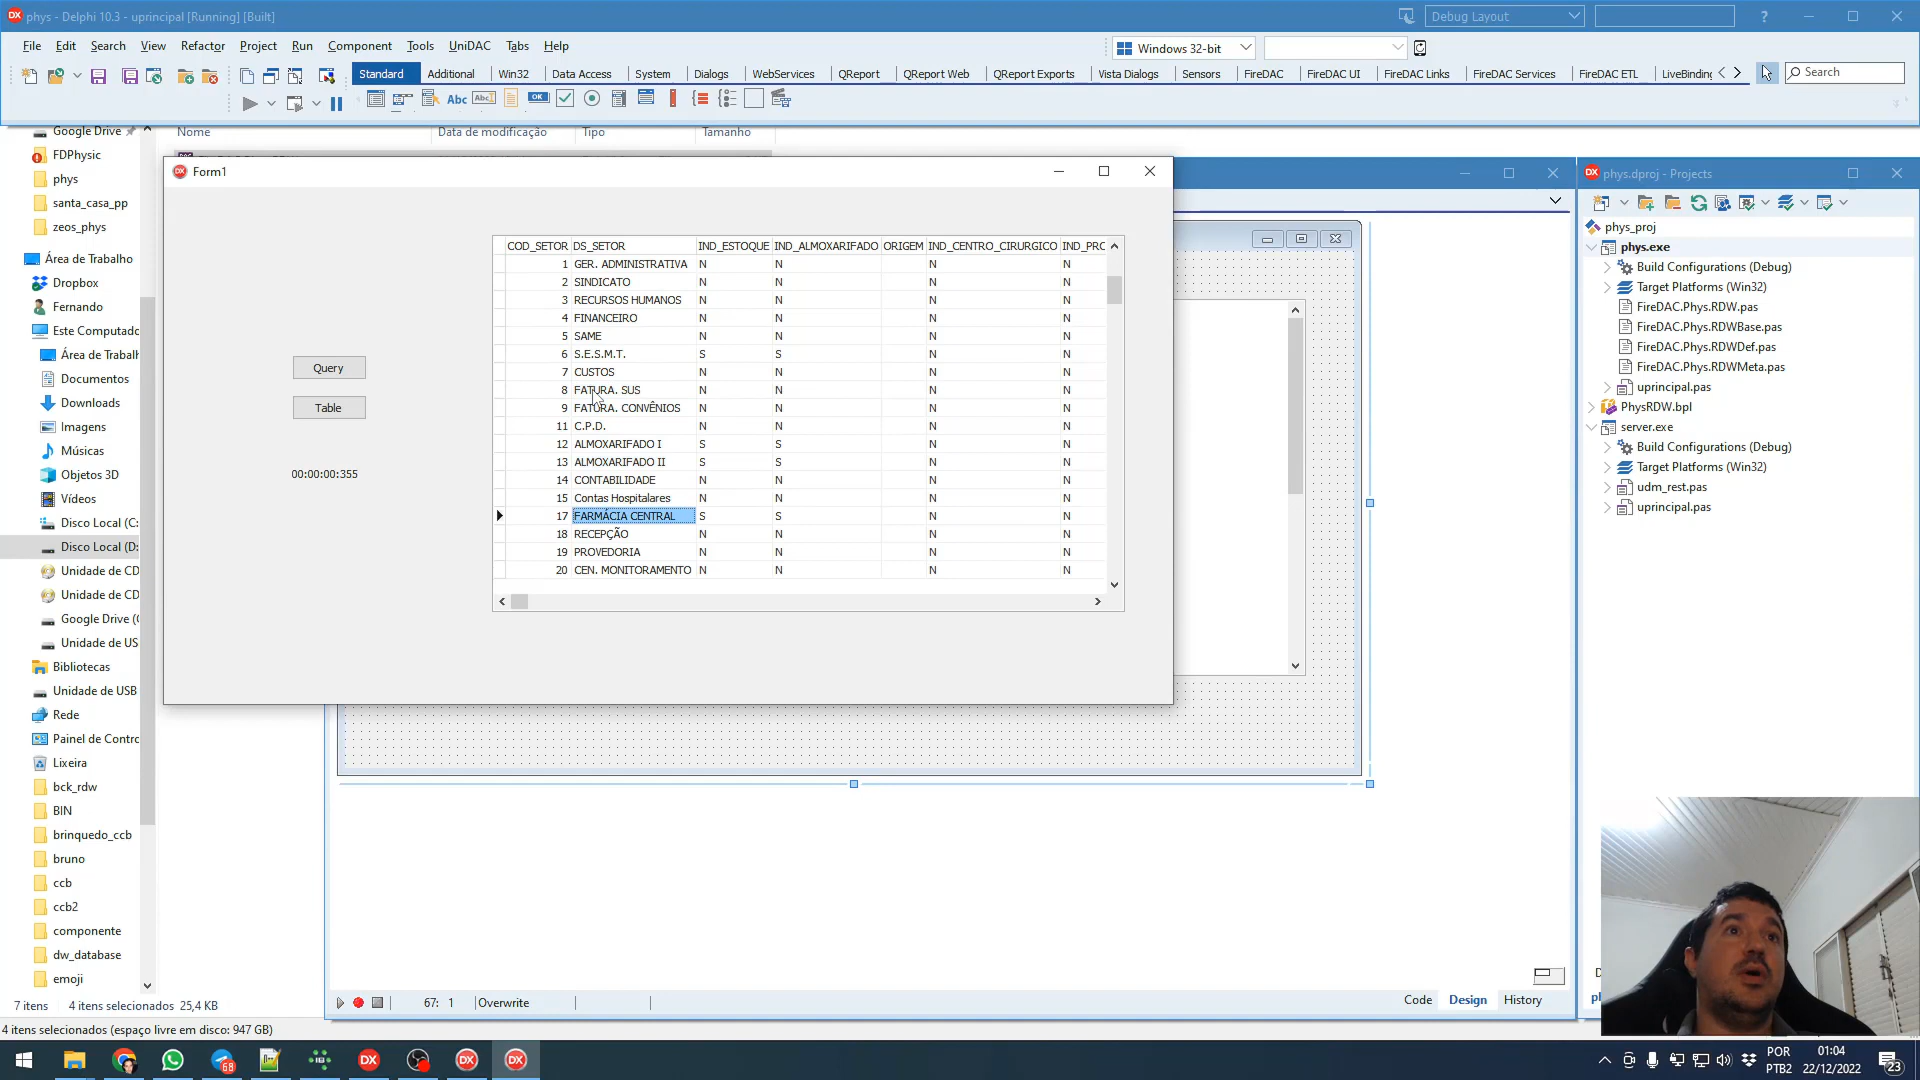 phys - Delphi 10.3 - uprincipal [Running] [Built]
Debug Layout
File Edit Search View Refactor Project Run Component Tools UniDAC Tabs Help
Windows 32-bit
Standard Additional Win32 Data Access System Dialogs WebServices QReport QReport Web QReport Exports Vista Dialogs Sensors FireDAC FireDAC UI FireDAC Links FireDAC Services FireDAC ETL LiveBinding
Search
Nome Data de modificação Tipo Tamanho
Google Drive
FDPhysic
phys
santa_casa_pp
zeos_phys
Área de Trabalho
Dropbox
Fernando
Este Computado
Área de Trabalh
Documentos
Downloads
Imagens
Músicas
Objetos 3D
Vídeos
Disco Local (C:
Disco Local (D:
Unidade de CD
Unidade de CD
Google Drive (
Unidade de US
Bibliotecas
Unidade de USB
Rede
Painel de Contro
Lixeira
bck_rdw
BIN
brinquedo_ccb
bruno
ccb
ccb2
componente
dw_database
emoji
7 itens 4 itens selecionados 25,4 KB
4 itens selecionados (espaço livre em disco: 947 GB)
Form1
Query
Table
00:00:00:355
COD_SETOR DS_SETOR IND_ESTOQUE IND_ALMOXARIFADO ORIGEM IND_CENTRO_CIRURGICO IND_PRO
1 GER. ADMINISTRATIVA N N N N
2 SINDICATO N N N N
3 RECURSOS HUMANOS N N N N
4 FINANCEIRO N N N N
5 SAME N N N N
6 S.E.S.M.T. S S N N
7 CUSTOS N N N N
8 FATURA. SUS N N N N
9 FATURA. CONVÊNIOS N N N N
11 C.P.D. N N N N
12 ALMOXARIFADO I S S N N
13 ALMOXARIFADO II S S N N
14 CONTABILIDADE N N N N
15 Contas Hospitalares N N N N
17 FARMÁCIA CENTRAL S S N N
18 RECEPÇÃO N N N N
19 PROVEDORIA N N N N
20 CEN. MONITORAMENTO N N N N
67: 1 Overwrite
Code Design History
phys.dproj - Projects
phys_proj
phys.exe
Build Configurations (Debug)
Target Platforms (Win32)
FireDAC.Phys.RDW.pas
FireDAC.Phys.RDWBase.pas
FireDAC.Phys.RDWDef.pas
FireDAC.Phys.RDWMeta.pas
uprincipal.pas
PhysRDW.bpl
server.exe
Build Configurations (Debug)
Target Platforms (Win32)
udm_rest.pas
uprincipal.pas
POR
PTB2
01:04
22/12/2022
23
68